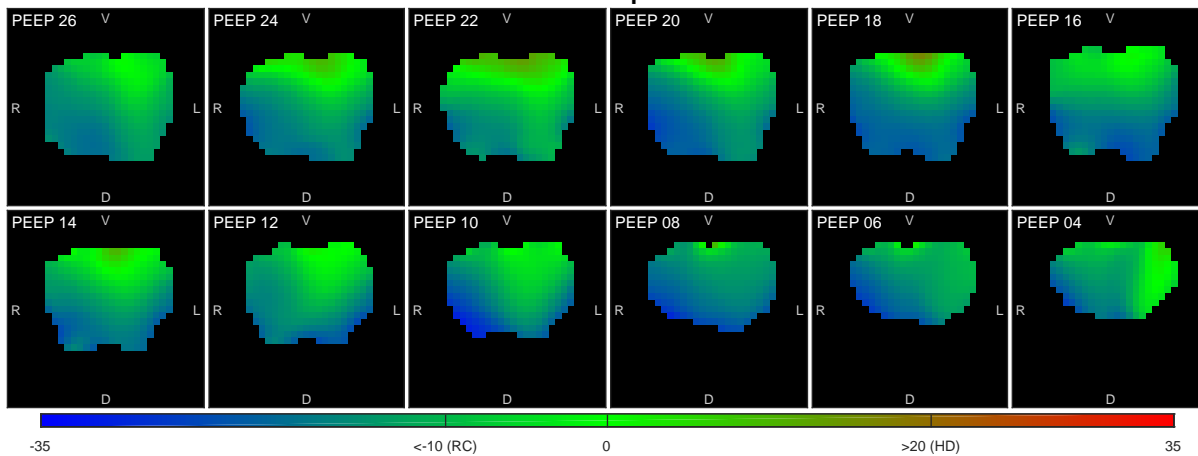 PEEP 26 V R L D
PEEP 24 V D
PEEP 22 V D
PEEP 20 V R L D
PEEP 18 V R L D
PEEP 16 V R L D
PEEP 14 V R L D
PEEP 12 V D
PEEP 10 V D
PEEP 08 V R L D
PEEP 06 V R L D
PEEP 04 V R L D
-35 <-10 (RC) 0 >20 (HD) 35